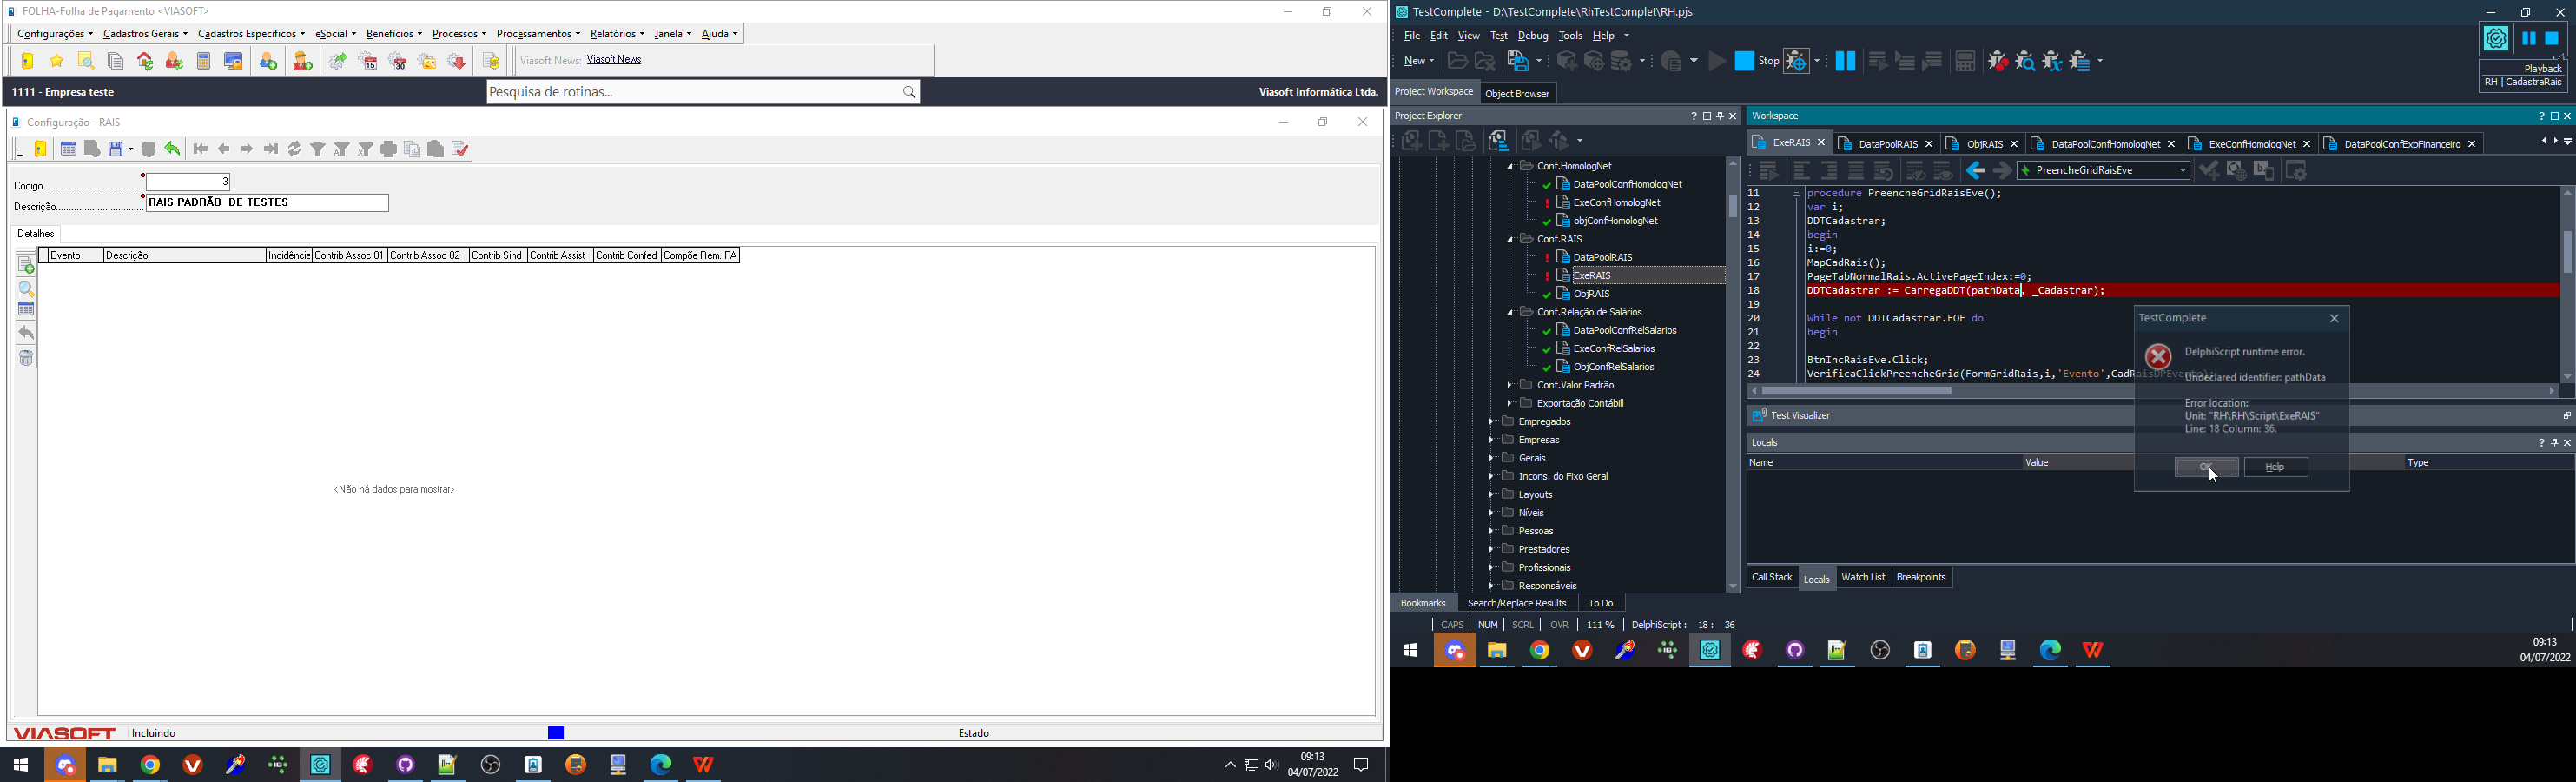 FOLHA-Folha de Pagamento <VIASOFT>
Configurações Cadastros Gerais Cadastros Específicos eSocial Benefícios Processos Processamentos Relatórios Janela Ajuda
Viasoft News: Viasoft News
1111 - Empresa teste
Pesquisa de rotinas...
Viasoft Informática Ltda.
Configuração - RAIS
Código
3
Descrição
RAIS PADRÃO DE TESTES
Detalhes
Evento Descrição Incidência Contrib Assoc 01 Contrib Assoc 02 Contrib Sind Contrib Assist Contrib Confed Compõe Rem. PA
<Não há dados para mostrar>
VIASOFT Incluindo Estado
09:13
04/07/2022
TestComplete - D:\TestComplete\RhTestComplet\RH.pjs
File Edit View Test Debug Tools Help
New Stop
Playback
RH | CadastraRais
Project Workspace Object Browser
Project Explorer
Conf.HomologNet
DataPoolConfHomologNet
ExeConfHomologNet
objConfHomologNet
Conf.RAIS
DataPoolRAIS
ExeRAIS
ObjRAIS
Conf.Relação de Salários
DataPoolConfRelSalarios
ExeConfRelSalarios
ObjConfRelSalarios
Conf.Valor Padrão
Exportação Contábill
Empregados
Empresas
Gerais
Incons. do Fixo Geral
Layouts
Níveis
Pessoas
Prestadores
Profissionais
Responsáveis
Bookmarks Search/Replace Results To Do
Workspace
ExeRAIS DataPoolRAIS ObjRAIS DataPoolConfHomologNet ExeConfHomologNet DataPoolConfExpFinanceiro
PreencheGridRaisEve
11 procedure PreencheGridRaisEve();
12 var i;
13 DDTCadastrar;
14 begin
15 i:=0;
16 MapCadRais();
17 PageTabNormalRais.ActivePageIndex:=0;
18 DDTCadastrar := CarregaDDT(pathData, _Cadastrar);
19
20 While not DDTCadastrar.EOF do
21 begin
22
23 BtnIncRaisEve.Click;
24 VerificaClickPreencheGrid(FormGridRais,i,'Evento',CadRaisDPEvento);
TestComplete
DelphiScript runtime error.
Undeclared identifier: pathData
Error location:
Unit: "RH\RH\Script\ExeRAIS"
Line: 18 Column: 36.
OK Help
Test Visualizer
Locals
Name Value Type
Call Stack Locals Watch List Breakpoints
CAPS NUM SCRL OVR 111 % DelphiScript : 18 : 36
09:13
04/07/2022